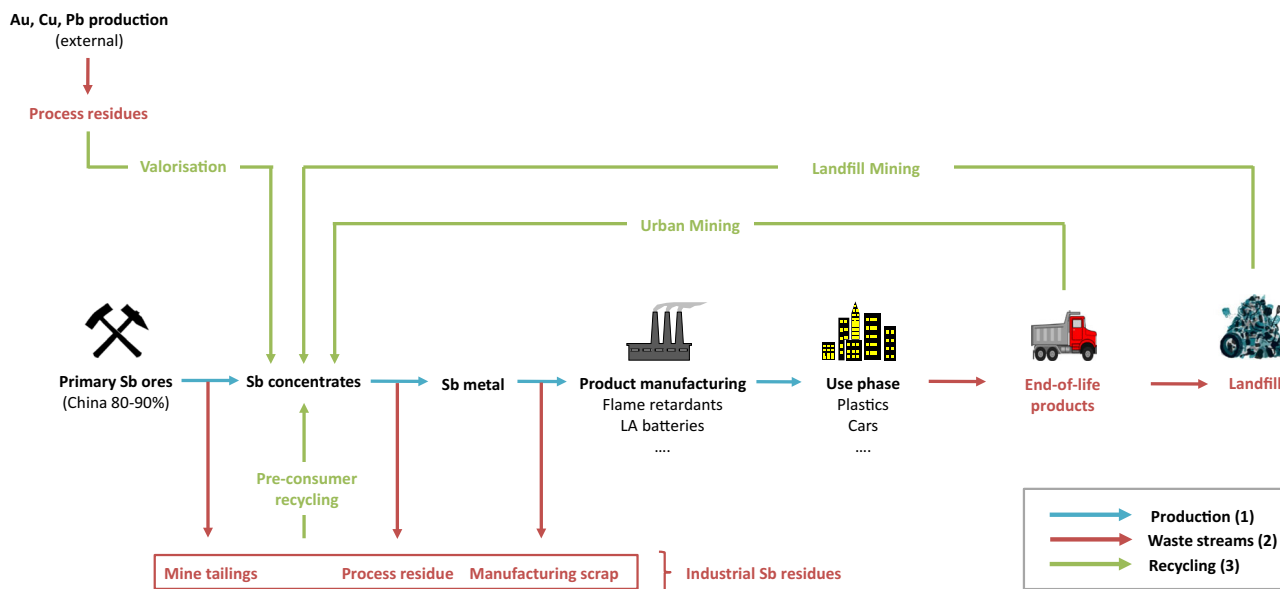 Au, Cu, Pb production
(external)
Process residues
Valorisation
Landfill Mining
Urban Mining
Primary Sb ores
(China 80-90%)
Sb concentrates
Sb metal
Product manufacturing
Flame retardants
LA batteries
....
Use phase
Plastics
Cars
....
End-of-life
products
Landfill
Pre-consumer
recycling
Mine tailings
Process residue
Manufacturing scrap
Industrial Sb residues
Production (1)
Waste streams (2)
Recycling (3)